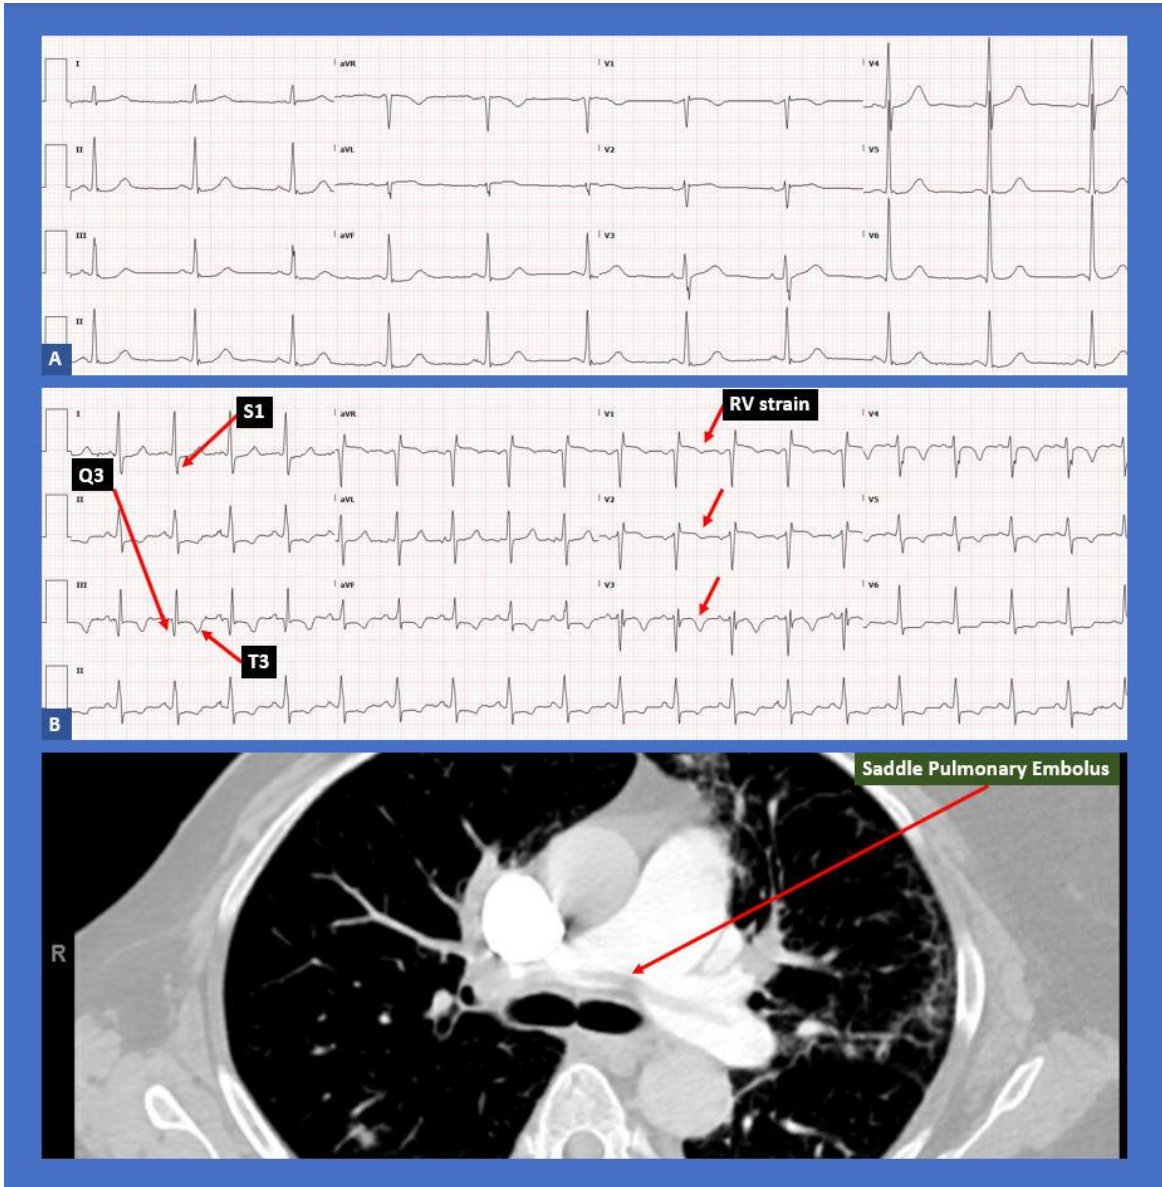 I aVR V1 V4
II aVL V2 V5
III aVF V3 V6
II
A
S1
RV strain
I aVR V1 V4
Q3
II aVL V2 V5
III aVF V3 V6
T3
II
B
Saddle Pulmonary Embolus
R